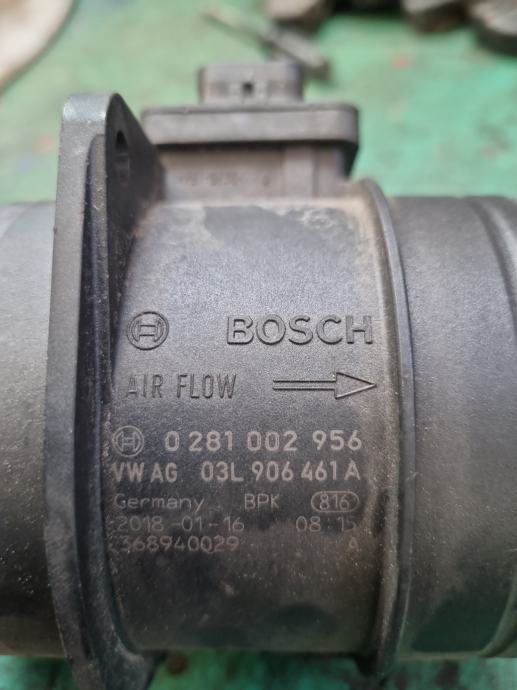 BOSCH
AIR FLOW
0 281 002 956
VW AG 03L 906 461 A
Germany BPK 816
2018-01-16 08:15
368940029 A